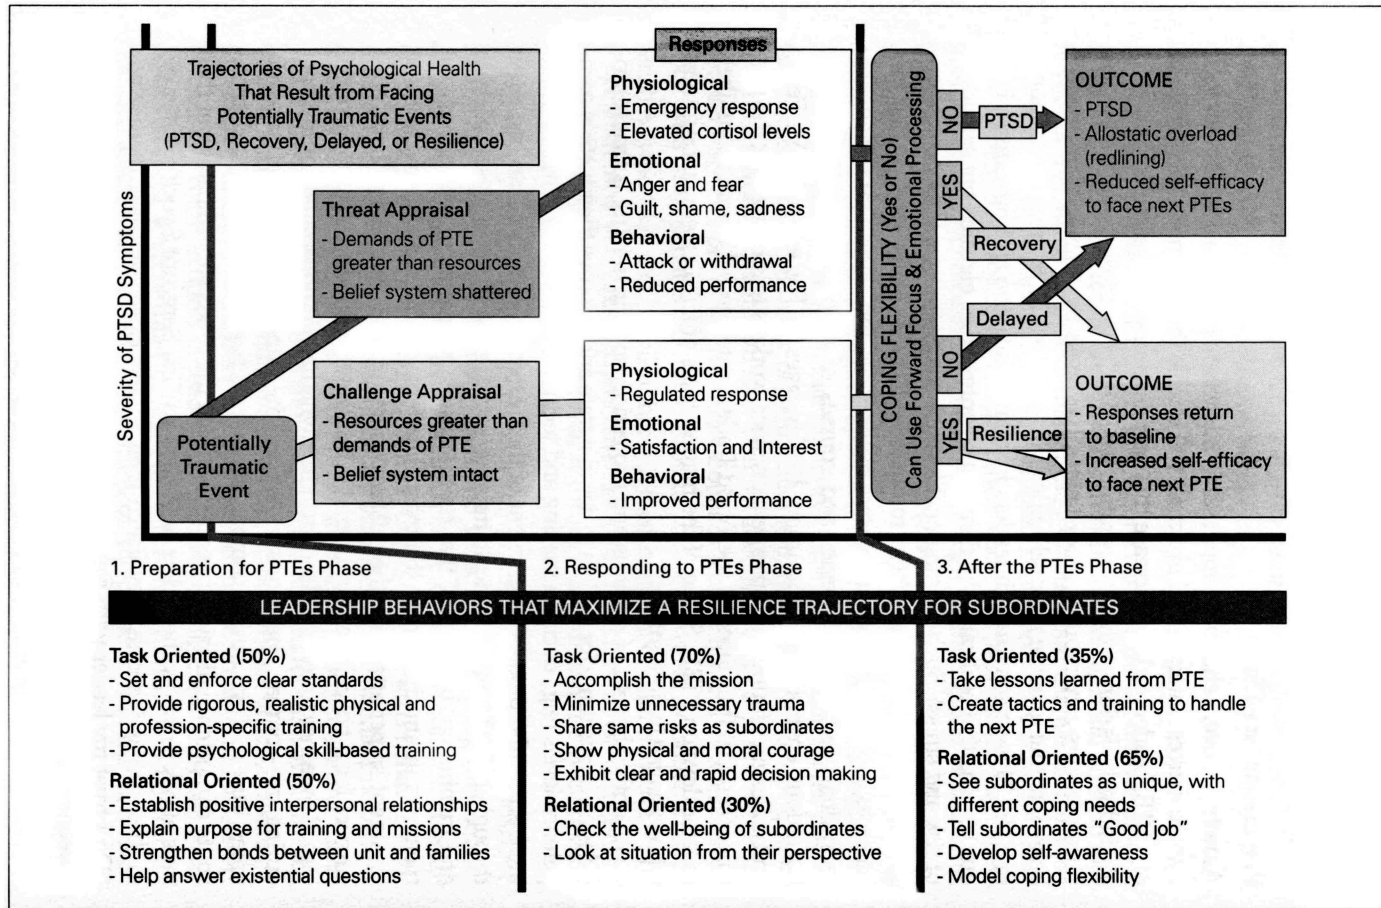 Severity of PTSD Symptoms
Trajectories of Psychological Health
That Result from Facing
Potentially Traumatic Events
(PTSD, Recovery, Delayed, or Resilience)
Potentially
Traumatic
Event
Threat Appraisal
- Demands of PTE
greater than resources
- Belief system shattered
Challenge Appraisal
- Resources greater than
demands of PTE
- Belief system intact
Responses
Physiological
- Emergency response
- Elevated cortisol levels
Emotional
- Anger and fear
- Guilt, shame, sadness
Behavioral
- Attack or withdrawal
- Reduced performance
Physiological
- Regulated response
Emotional
- Satisfaction and Interest
Behavioral
- Improved performance
COPING FLEXIBILITY (Yes or No)
Can Use Forward Focus & Emotional Processing
NO
YES
NO
YES
PTSD
Recovery
Delayed
Resilience
OUTCOME
- PTSD
- Allostatic overload
(redlining)
- Reduced self-efficacy
to face next PTEs
OUTCOME
- Responses return
to baseline
- Increased self-efficacy
to face next PTE
1. Preparation for PTEs Phase
2. Responding to PTEs Phase
3. After the PTEs Phase
LEADERSHIP BEHAVIORS THAT MAXIMIZE A RESILIENCE TRAJECTORY FOR SUBORDINATES
Task Oriented (50%)
- Set and enforce clear standards
- Provide rigorous, realistic physical and
profession-specific training
- Provide psychological skill-based training
Relational Oriented (50%)
- Establish positive interpersonal relationships
- Explain purpose for training and missions
- Strengthen bonds between unit and families
- Help answer existential questions
Task Oriented (70%)
- Accomplish the mission
- Minimize unnecessary trauma
- Share same risks as subordinates
- Show physical and moral courage
- Exhibit clear and rapid decision making
Relational Oriented (30%)
- Check the well-being of subordinates
- Look at situation from their perspective
Task Oriented (35%)
- Take lessons learned from PTE
- Create tactics and training to handle
the next PTE
Relational Oriented (65%)
- See subordinates as unique, with
different coping needs
- Tell subordinates “Good job”
- Develop self-awareness
- Model coping flexibility